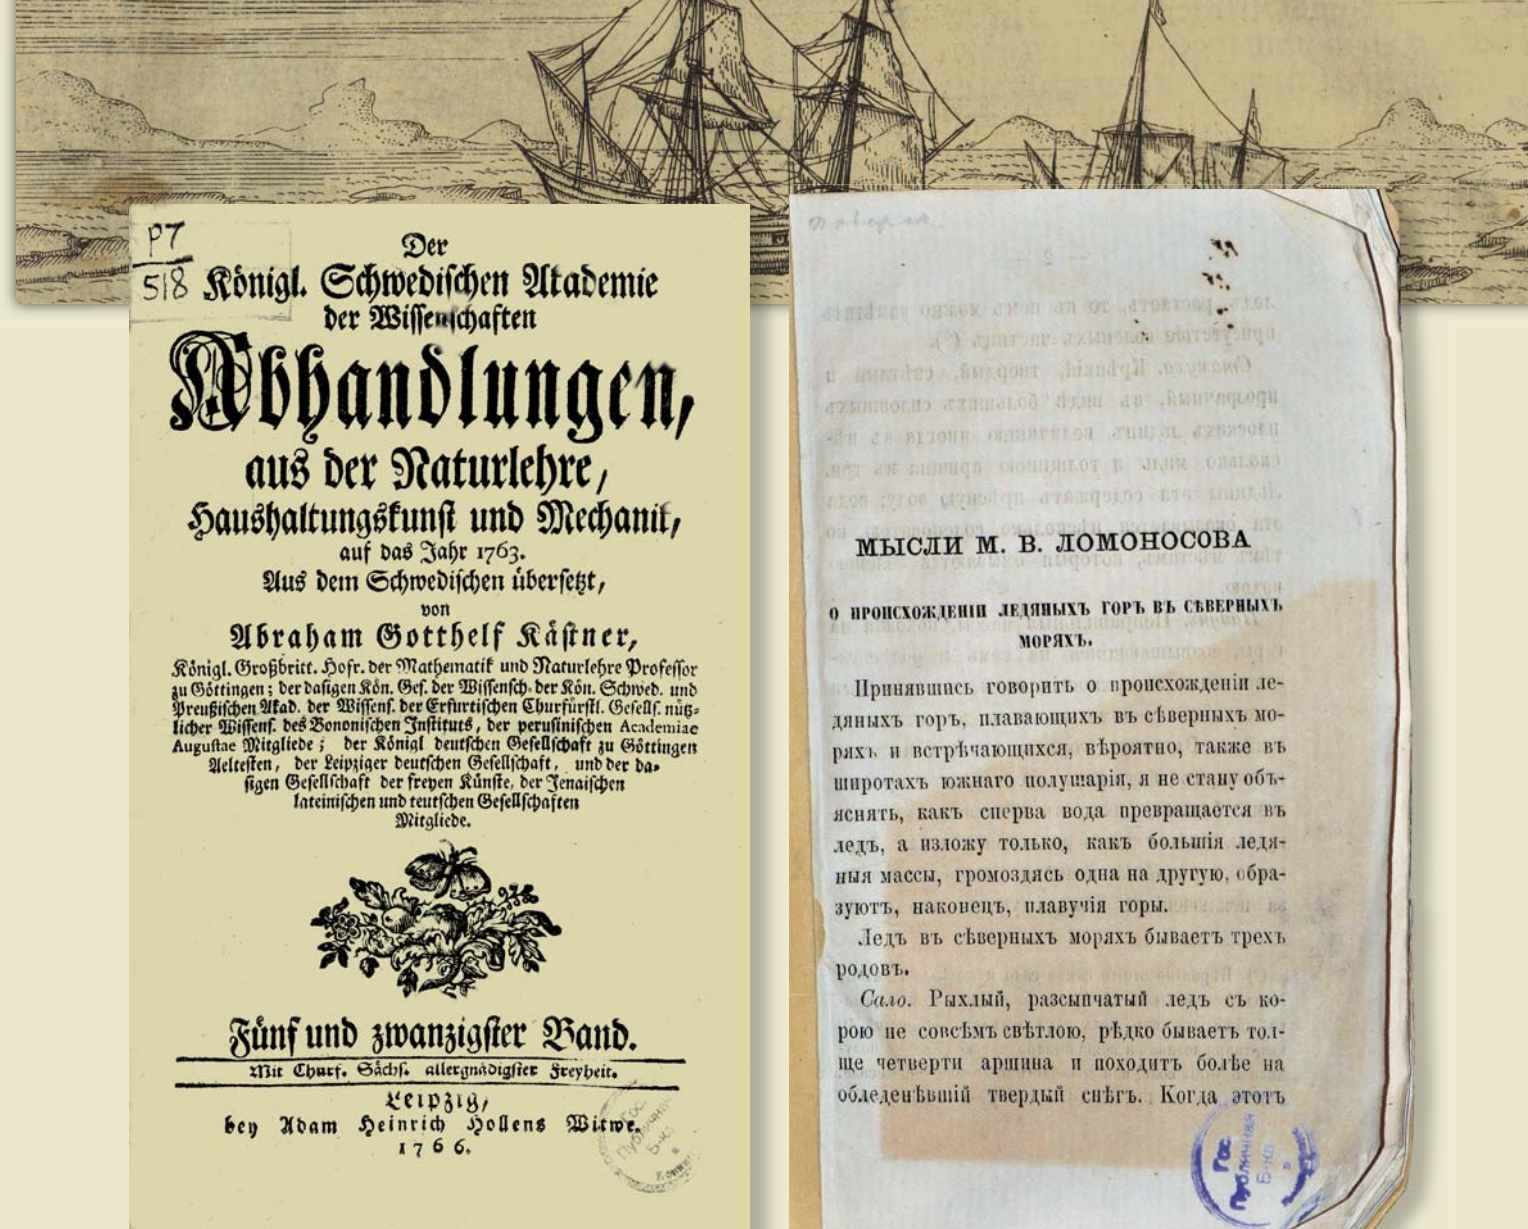 P7
518
Der
Königl. Schwedischen Akademie
der Wissenschaften
Abhandlungen,
aus der Naturlehre,
Haushaltungskunst und Mechanik,
auf das Jahr 1763.
Aus dem Schwedischen übersetzt,
von
Abraham Gotthelf Kästner,
Königl. Großbritt. Hofr. der Mathematik und Naturlehre Professor
zu Göttingen; der dasigen Kön. Ges. der Wissensch. der Kön. Schwed. und
Preußischen Akad. der Wissens. der Erfurtischen Churfürstl. Gesells. nütz-
licher Wissens. des Bononischen Instituts, der perusinischen Academiae
Augustae Mitgliede; der Königl deutschen Gesellschaft zu Göttingen
Aeltesten, der Leipziger deutschen Gesellschaft, und der da-
sigen Gesellschaft der freyen Künste, der Jenaischen
lateinischen und teutschen Gesellschaften
Mitgliede.
Fünf und zwanzigster Band.
Mit Churf. Sächs. allergnädigster Freyheit.
Leipzig,
bey Adam Heinrich Hollens Witwe.
1766.
Гос.
Публичная
Б-ка
МЫСЛИ М. В. ЛОМОНОСОВА
О ПРОИСХОЖДЕНІИ ЛЕДЯНЫХЪ ГОРЪ ВЪ СѢВЕРНЫХЪ
МОРЯХЪ.
Принявшись говорить о происхожденіи ле-
дяныхъ горъ, плавающихъ въ сѣверныхъ мо-
ряхъ и встрѣчающихся, вѣроятно, также въ
широтахъ южнаго полушарія, я не стану объ-
яснять, какъ сперва вода превращается въ
ледъ, а изложу только, какъ большія ледя-
ныя массы, громоздясь одна на другую, обра-
зуютъ, наконецъ, плавучія горы.
Ледъ въ сѣверныхъ моряхъ бываетъ трехъ
родовъ.
Сало. Рыхлый, разсыпчатый ледъ съ ко-
рою не совсѣмъ свѣтлою, рѣдко бываетъ тол-
ще четверти аршина и походитъ болѣе на
обледенѣвшій твердый снѣгъ. Когда этотъ
Гос.
Публичная
Б-ка
в